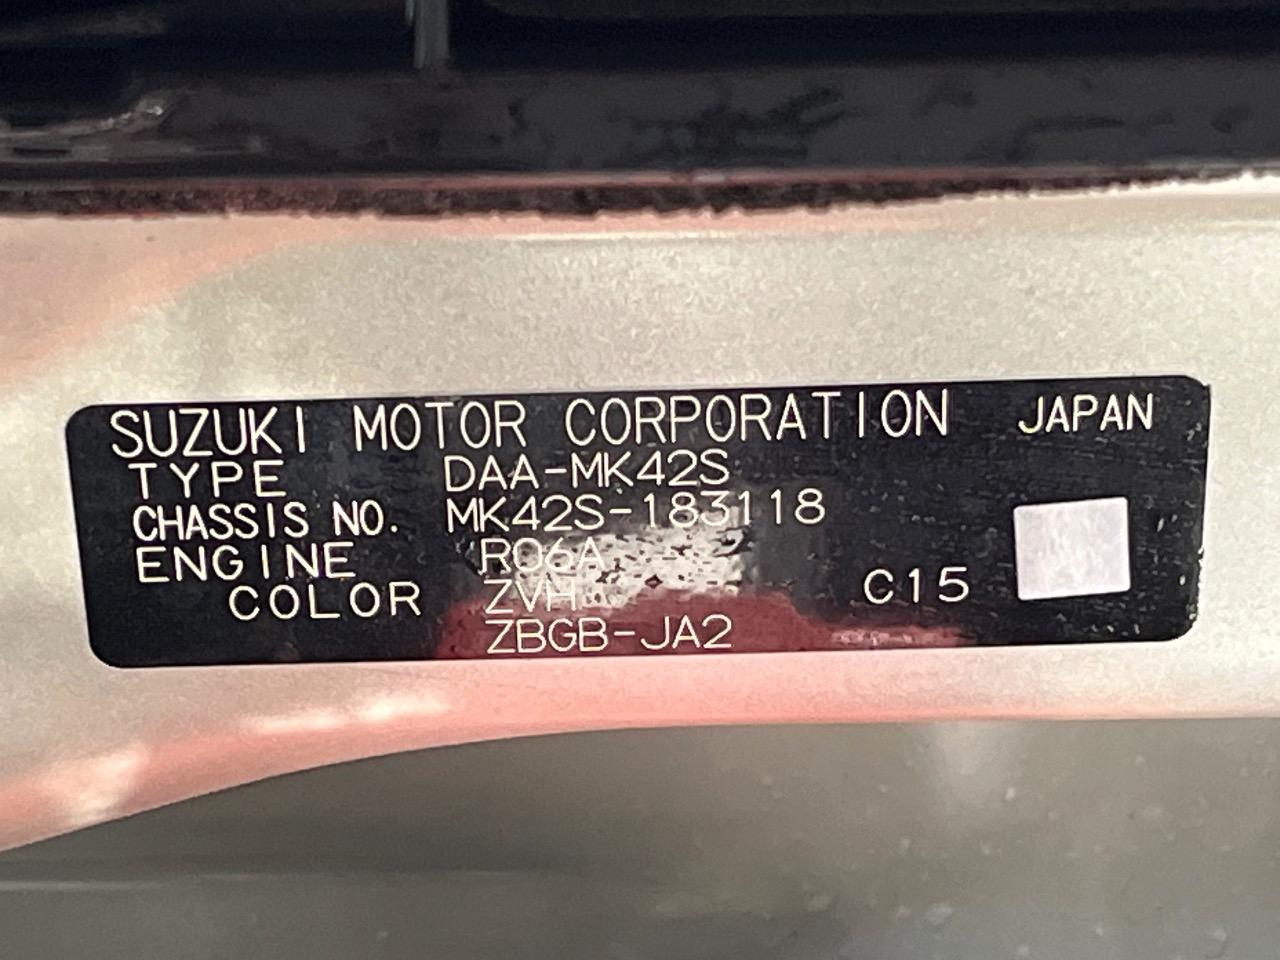 SUZUKI MOTOR CORPORATION JAPAN
TYPE DAA-MK42S
CHASSIS NO. MK42S-183118
ENGINE R06A
COLOR ZVH C15
ZBGB-JA2